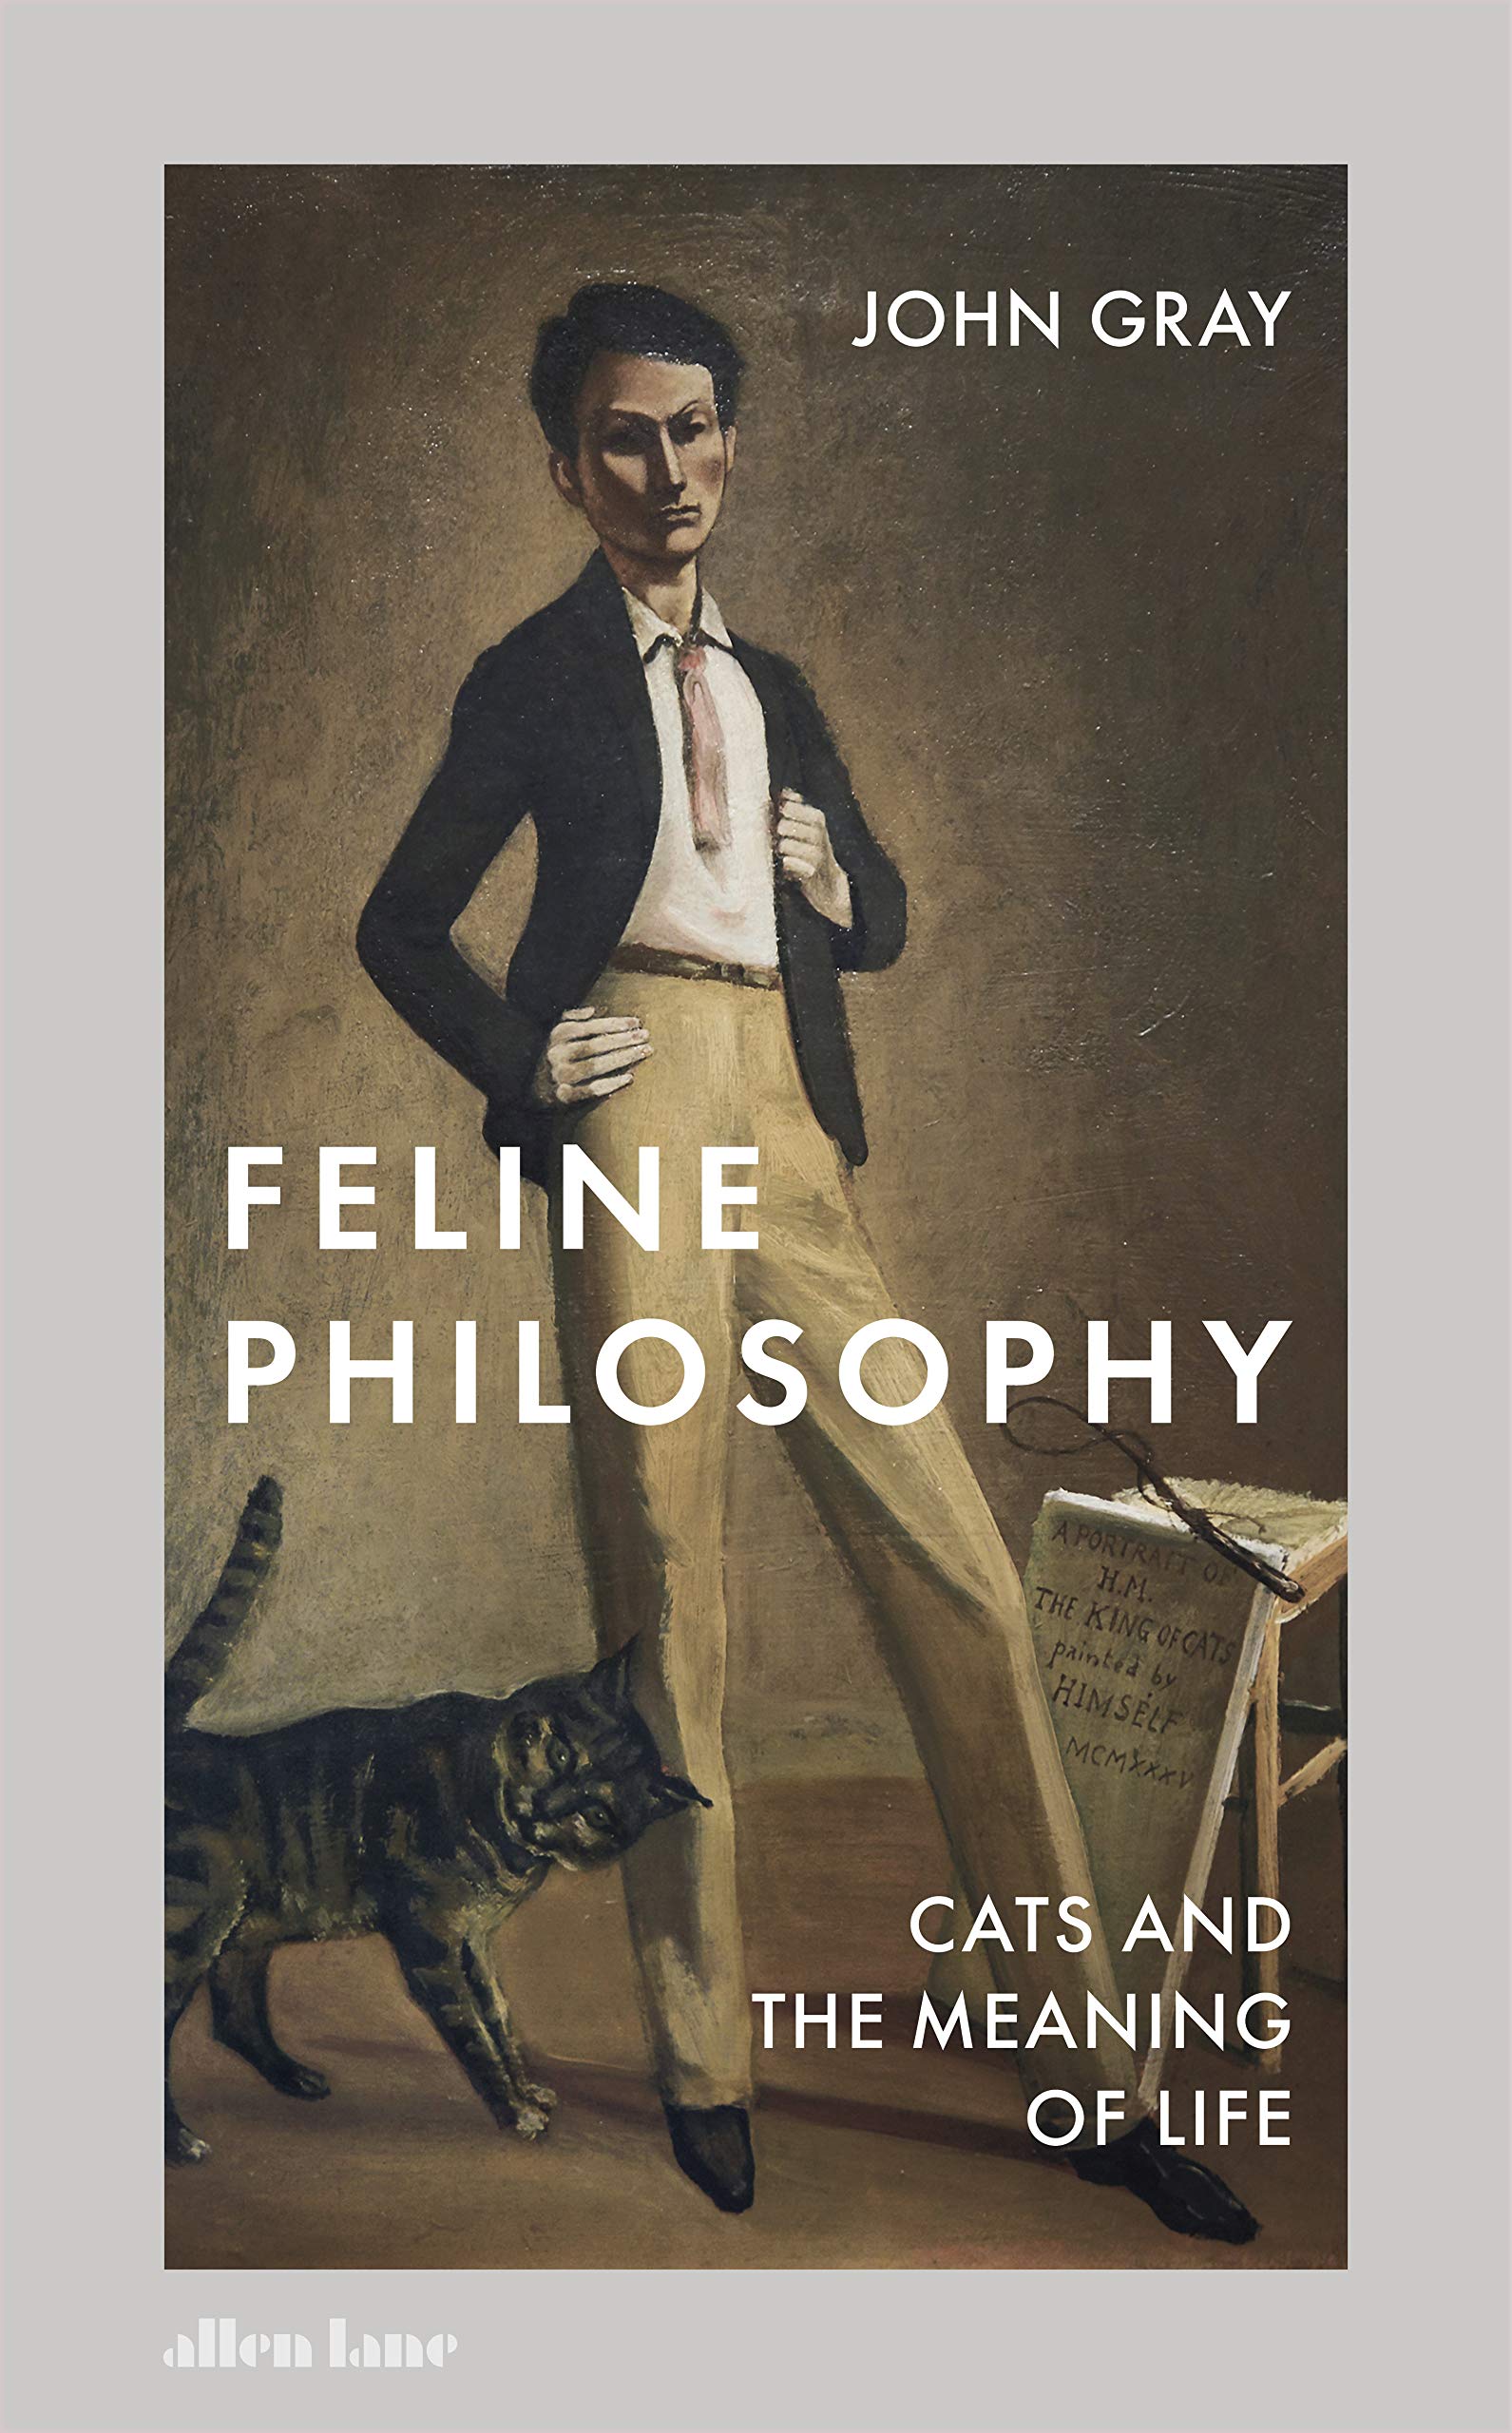 JOHN GRAY
FELINE
PHILOSOPHY
A PORTRAIT OF
H.M.
THE KING OF CATS
painted by
HIMSELF
MCMXXXV
CATS AND
THE MEANING
OF LIFE
allen lane